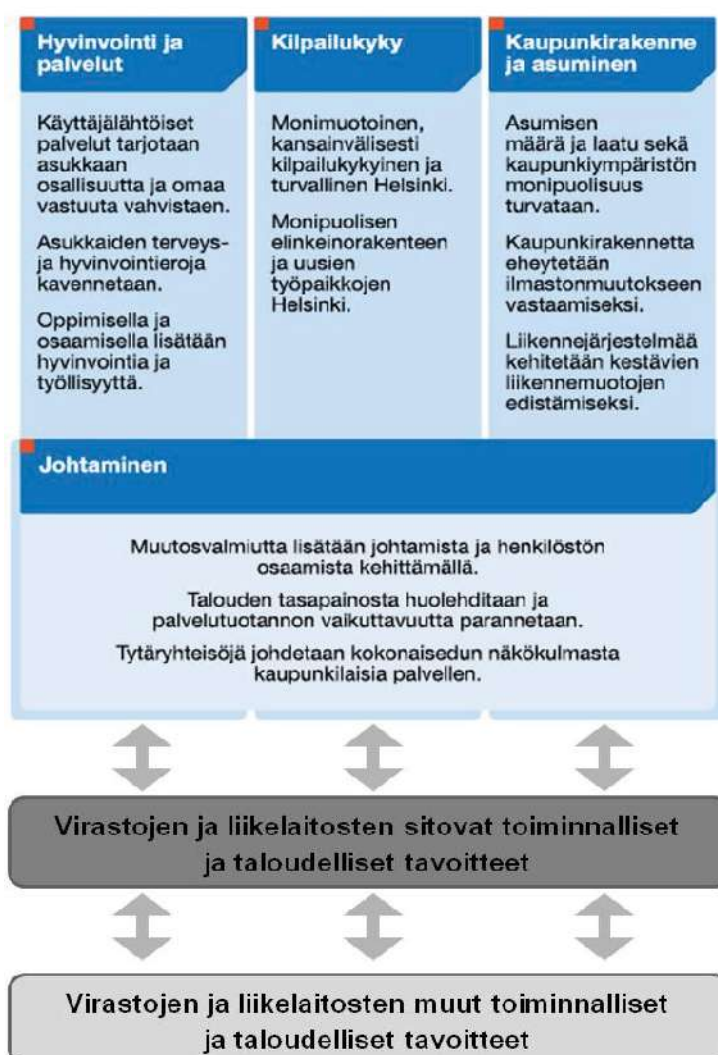 Hyvinvointi ja
palvelut
Käyttäjälähtöiset
palvelut tarjotaan
asukkaan
osallisuutta ja omaa
vastuuta vahvistaen.
Asukkaiden terveys-
ja hyvinvointieroja
kavennetaan.
Oppimisella ja
osaamisella lisätään
hyvinvointia ja
työllisyyttä.
Kilpailukyky
Monimuotoinen,
kansainvälisesti
kilpailukykyinen ja
turvallinen Helsinki.
Monipuolisen
elinkeinorakenteen
ja uusien
työpaikkojen
Helsinki.
Kaupunkirakenne
ja asuminen
Asumisen
määrä ja laatu sekä
kaupunkiympäristön
monipuolisuus
turvataan.
Kaupunkirakennetta
eheytetään
ilmastonmuutokseen
vastaamiseksi.
Liikennejärjestelmää
kehitetään kestävien
liikennemuotojen
edistämiseksi.
Johtaminen
Muutosvalmiutta lisätään johtamista ja henkilöstön
osaamista kehittämällä.
Talouden tasapainosta huolehditaan ja
palvelutuotannon vaikuttavuutta parannetaan.
Tytäryhteisöjä johdetaan kokonaisedun näkökulmasta
kaupunkilaisia palvellen.
Virastojen ja liikelaitosten sitovat toiminnalliset
ja taloudelliset tavoitteet
Virastojen ja liikelaitosten muut toiminnalliset
ja taloudelliset tavoitteet